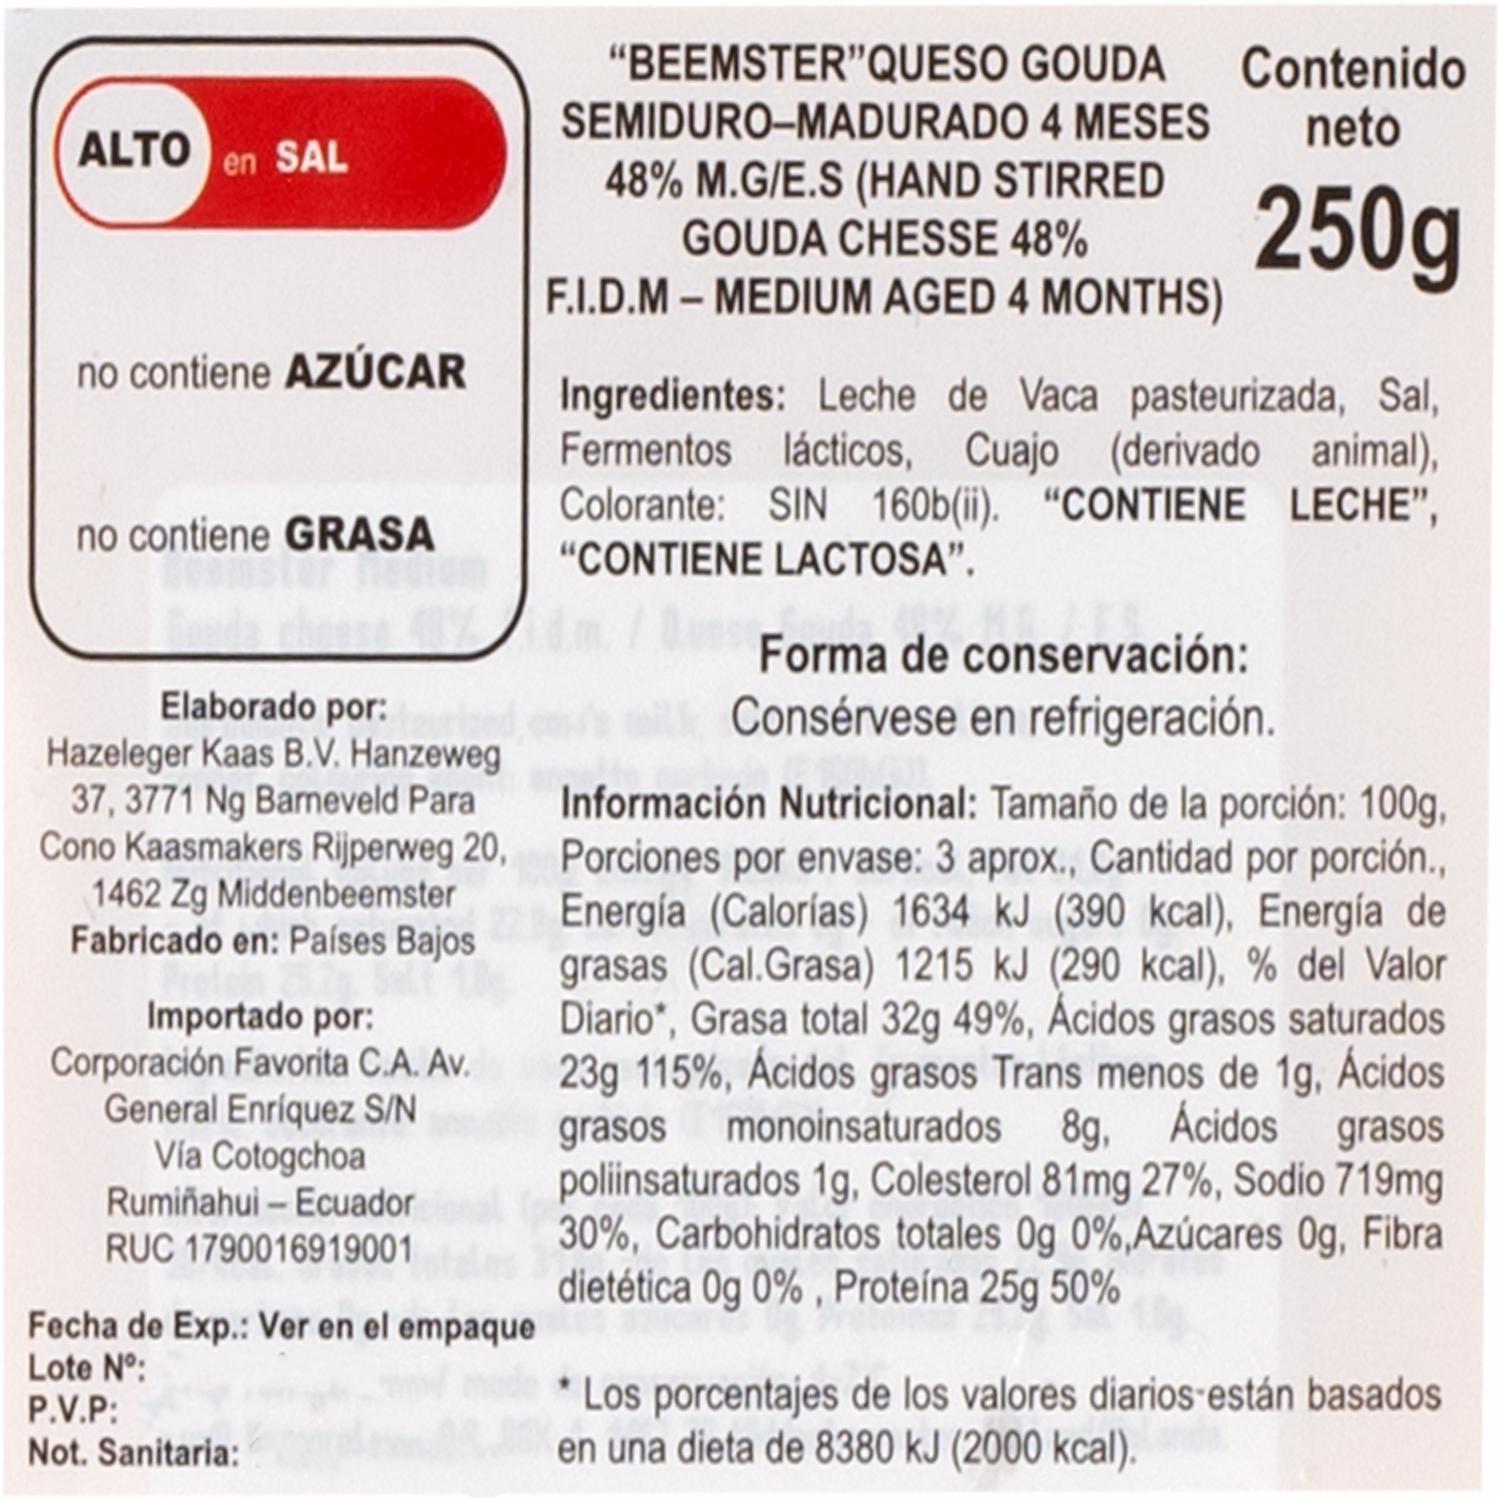 ALTO en SAL
no contiene AZÚCAR
no contiene GRASA
"BEEMSTER"QUESO GOUDA
SEMIDURO–MADURADO 4 MESES
48% M.G/E.S (HAND STIRRED
GOUDA CHESSE 48%
F.I.D.M – MEDIUM AGED 4 MONTHS)
Contenido
neto
250g
Ingredientes: Leche de Vaca pasteurizada, Sal,
Fermentos lácticos, Cuajo (derivado animal),
Colorante: SIN 160b(ii). "CONTIENE LECHE",
"CONTIENE LACTOSA".
Forma de conservación:
Consérvese en refrigeración.
Información Nutricional: Tamaño de la porción: 100g,
Porciones por envase: 3 aprox., Cantidad por porción.,
Energía (Calorías) 1634 kJ (390 kcal), Energía de
grasas (Cal.Grasa) 1215 kJ (290 kcal), % del Valor
Diario*, Grasa total 32g 49%, Ácidos grasos saturados
23g 115%, Ácidos grasos Trans menos de 1g, Ácidos
grasos monoinsaturados 8g, Ácidos grasos
poliinsaturados 1g, Colesterol 81mg 27%, Sodio 719mg
30%, Carbohidratos totales 0g 0%,Azúcares 0g, Fibra
dietética 0g 0% , Proteína 25g 50%
* Los porcentajes de los valores diarios están basados
en una dieta de 8380 kJ (2000 kcal).
Elaborado por:
Hazeleger Kaas B.V. Hanzeweg
37, 3771 Ng Barneveld Para
Cono Kaasmakers Rijperweg 20,
1462 Zg Middenbeemster
Fabricado en: Países Bajos
Importado por:
Corporación Favorita C.A. Av.
General Enríquez S/N
Vía Cotogchoa
Rumiñahui – Ecuador
RUC 1790016919001
Fecha de Exp.: Ver en el empaque
Lote Nº:
P.V.P:
Not. Sanitaria:
Beemster Medium
Gouda cheese 48% f.i.d.m. / Queso Gouda 48% M.G. / E.S.